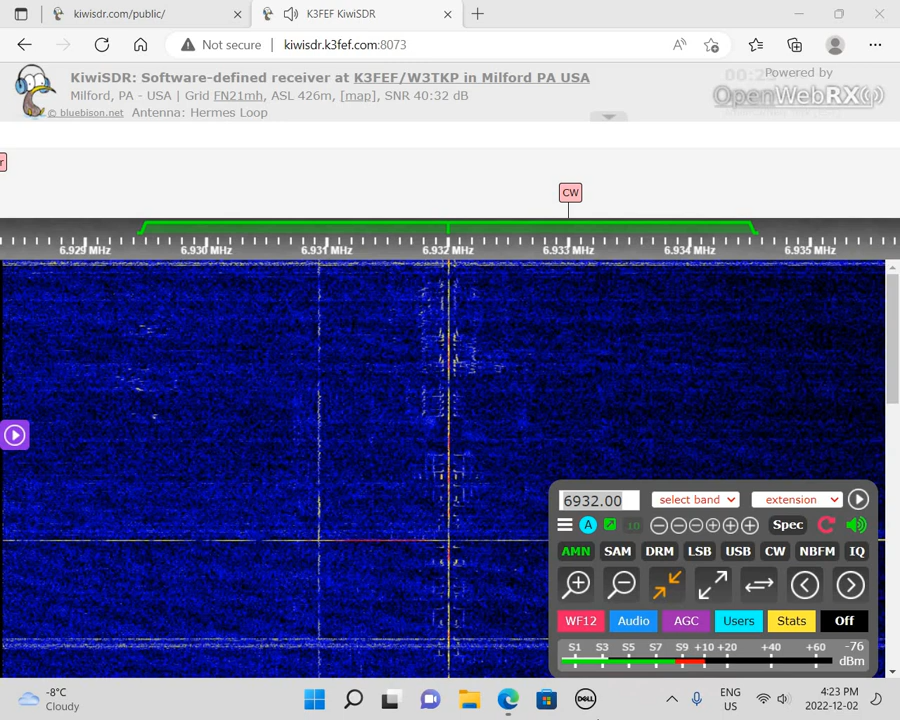 kiwisdr.com/public/
K3FEF KiwiSDR
Not secure
kiwisdr.k3fef.com:8073
KiwiSDR: Software-defined receiver at K3FEF/W3TKP in Milford PA USA
Milford, PA - USA | Grid FN21mh, ASL 426m, [map], SNR 40:32 dB
© bluebison.net
Antenna: Hermes Loop
Powered by
OpenWebRX
r
CW
6.929 MHz 6.930 MHz 6.931 MHz 6.932 MHz 6.933 MHz 6.934 MHz 6.935 MHz
6932.00 select band extension
A 1D Spec
AMN SAM DRM LSB USB CW NBFM IQ
WF12 Audio AGC Users Stats Off
S1 S3 S5 S7 S9 +10 +20 +40 +60 -76
dBm
-8°C
Cloudy
DELL
ENG
US
4:23 PM
2022-12-02